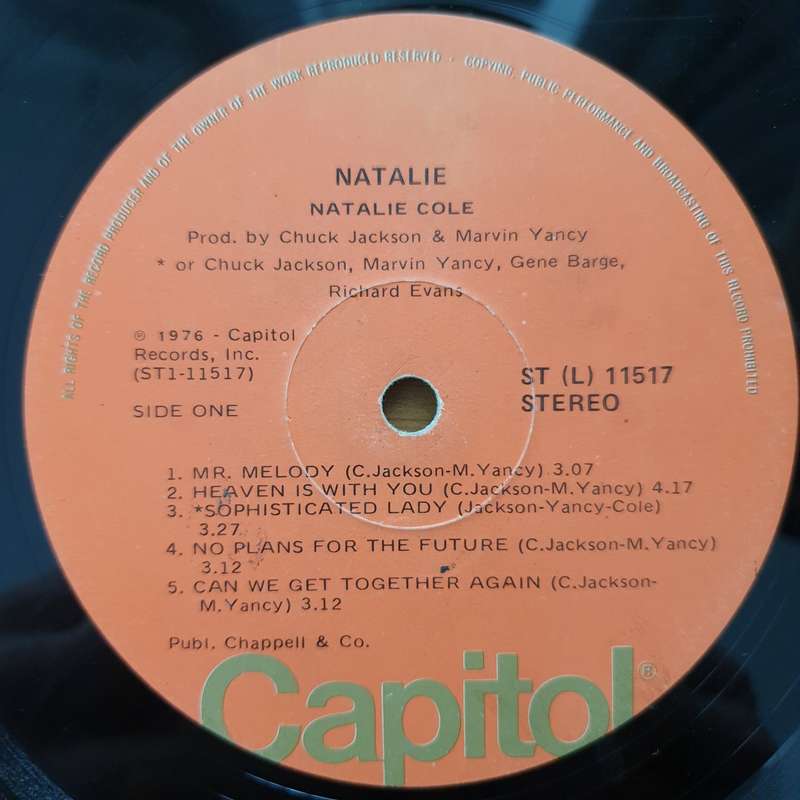 ALL RIGHTS OF THE RECORD PRODUCER AND OF THE OWNER OF THE WORK REPRODUCED RESERVED · COPYING, PUBLIC PERFORMANCE AND BROADCASTING OF THIS RECORD PROHIBITED
NATALIE
NATALIE COLE
Prod. by Chuck Jackson & Marvin Yancy
* or Chuck Jackson, Marvin Yancy, Gene Barge,
Richard Evans
℗ 1976 - Capitol
Records, Inc.
(ST1-11517)
SIDE ONE
ST (L) 11517
STEREO
1. MR. MELODY (C.Jackson-M.Yancy) 3.07
2. HEAVEN IS WITH YOU (C.Jackson-M.Yancy) 4.17
3. *SOPHISTICATED LADY (Jackson-Yancy-Cole)
3.27
4. NO PLANS FOR THE FUTURE (C.Jackson-M.Yancy)
3.12
5. CAN WE GET TOGETHER AGAIN (C.Jackson-
M.Yancy) 3.12
Publ. Chappell & Co.
Capitol®